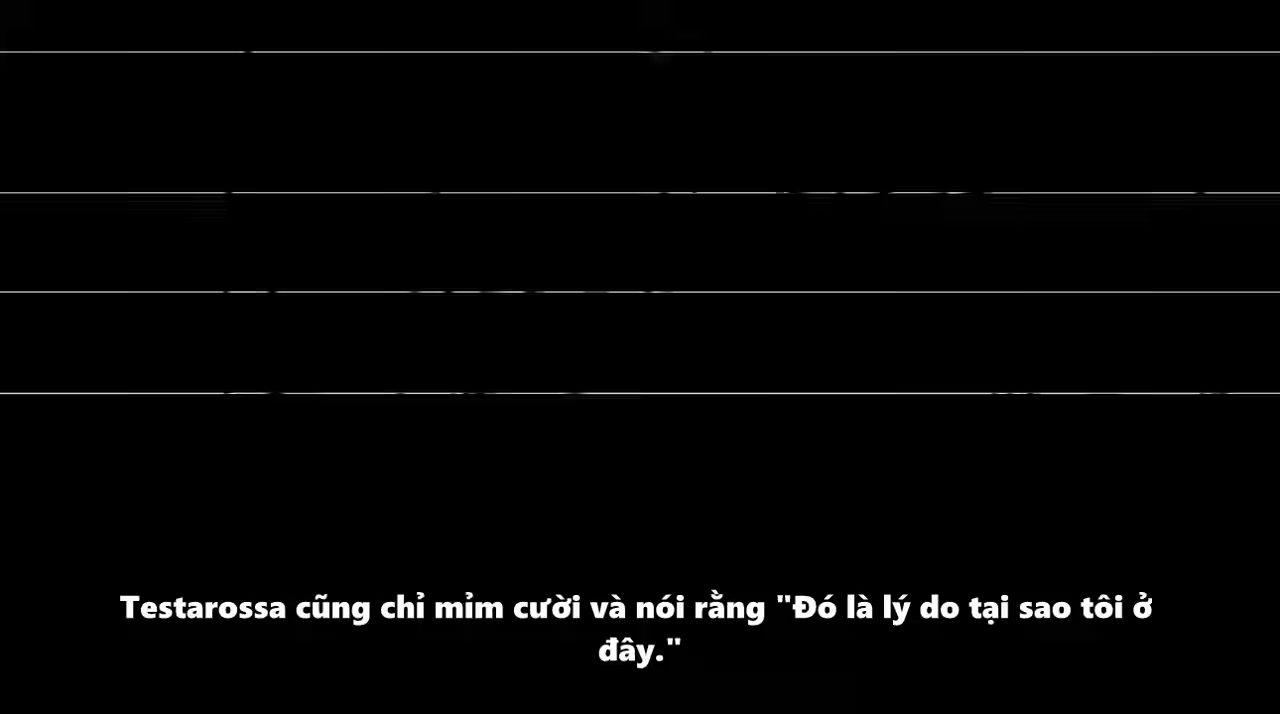 Testarossa cũng chỉ mỉm cười và nói rằng "Đó là lý do tại sao tôi ở
đây."